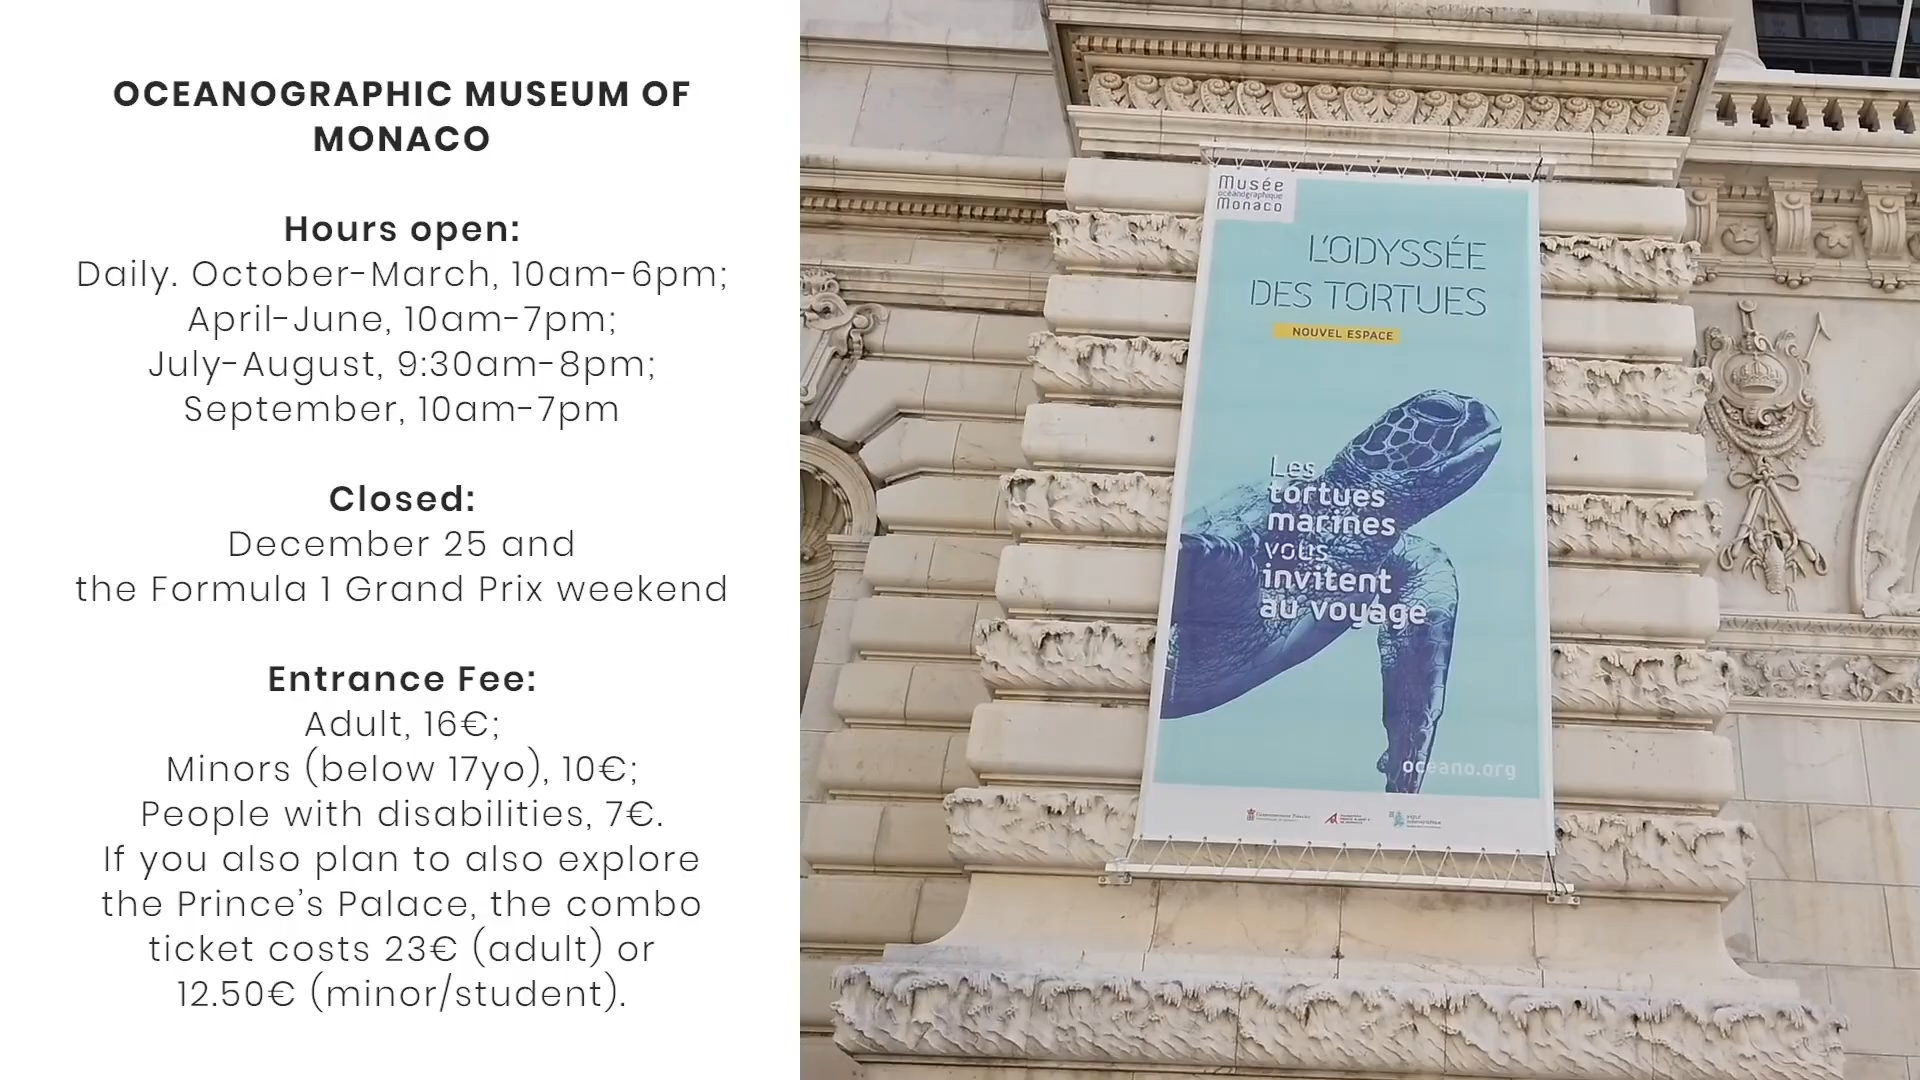 OCEANOGRAPHIC MUSEUM OF
MONACO
Hours open:
Daily. October-March, 10am-6pm;
April-June, 10am-7pm;
July-August, 9:30am-8pm;
September, 10am-7pm
Closed:
December 25 and
the Formula 1 Grand Prix weekend
Entrance Fee:
Adult, 16€;
Minors (below 17yo), 10€;
People with disabilities, 7€.
If you also plan to also explore
the Prince's Palace, the combo
ticket costs 23€ (adult) or
12.50€ (minor/student).
Musée
océanographique
Monaco
L'ODYSSÉE
DES TORTUES
NOUVEL ESPACE
Les
tortues
marines
vous
invitent
au voyage
oceano.org